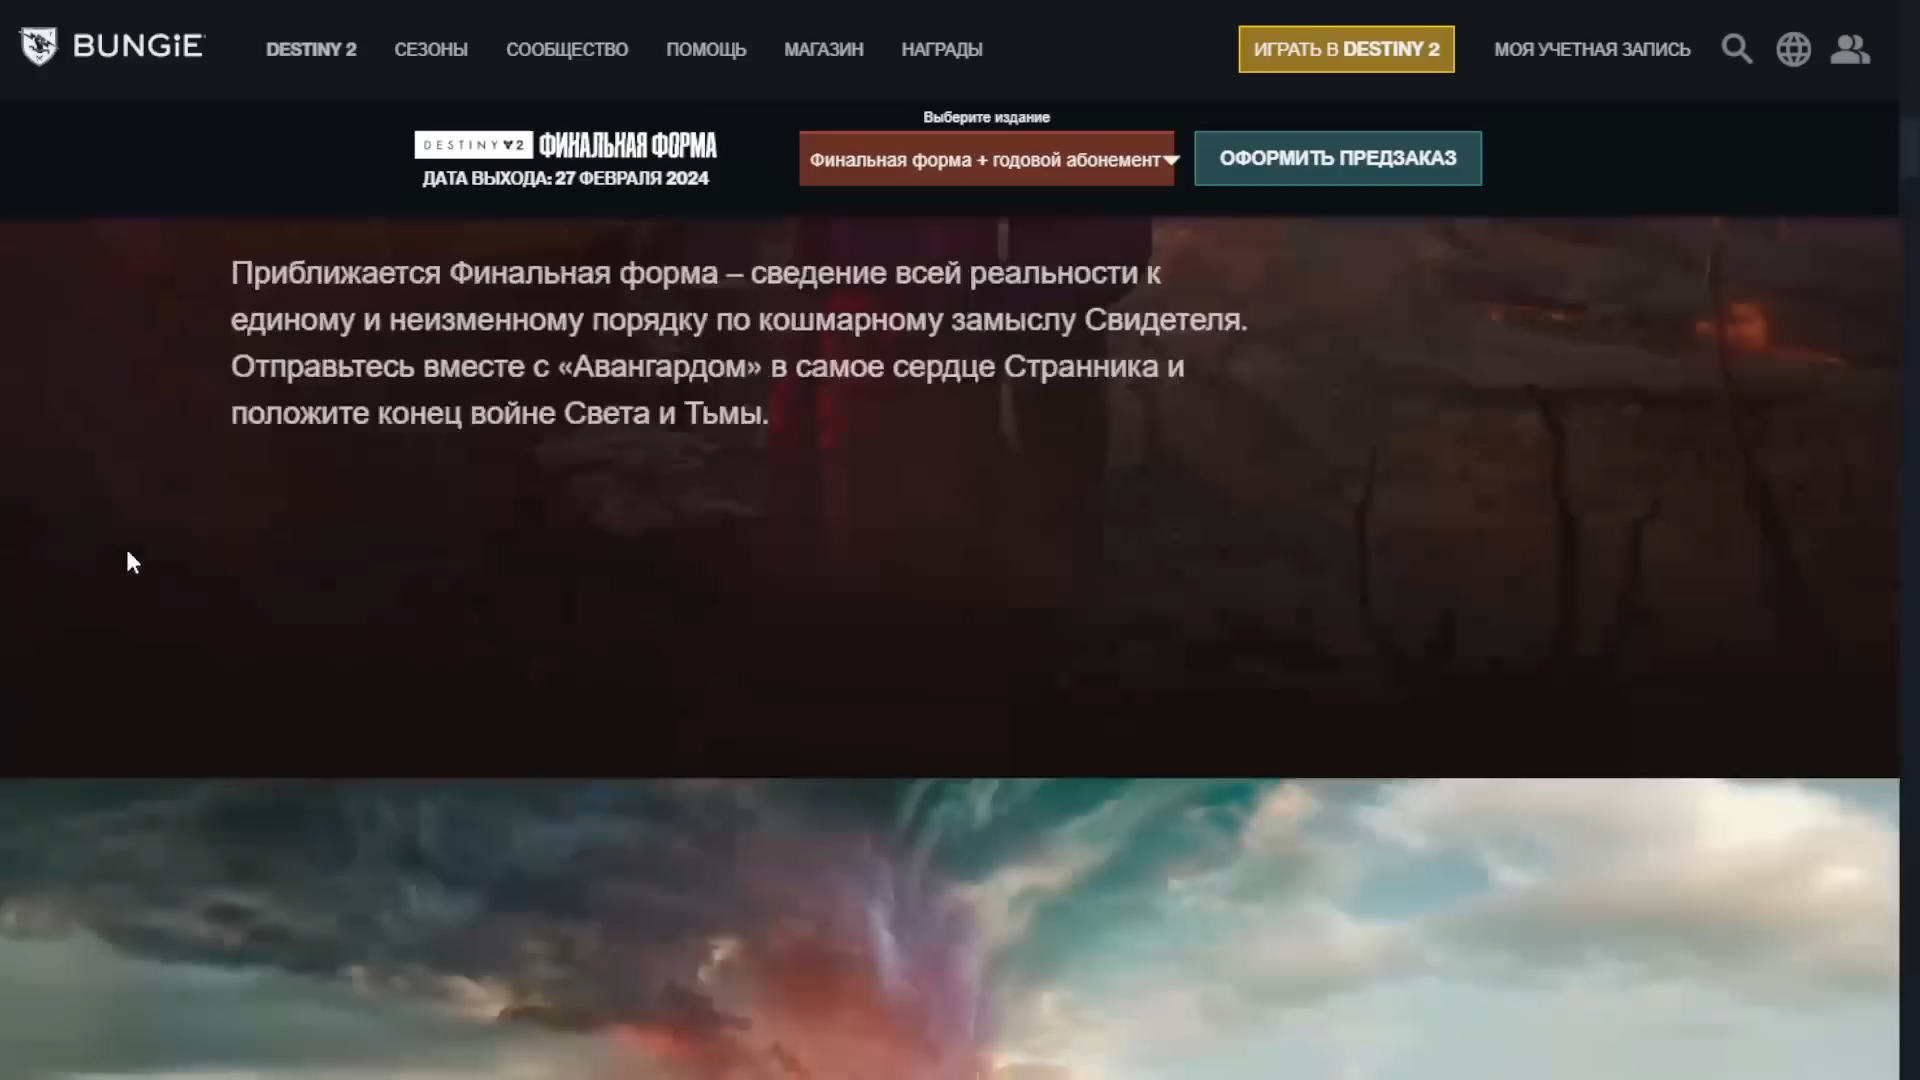 BUNGiE
DESTINY 2
СЕЗОНЫ
СООБЩЕСТВО
ПОМОЩЬ
МАГАЗИН
НАГРАДЫ
ИГРАТЬ В DESTINY 2
МОЯ УЧЕТНАЯ ЗАПИСЬ
DESTINY 2 ФИНАЛЬНАЯ ФОРМА
ДАТА ВЫХОДА: 27 ФЕВРАЛЯ 2024
Выберите издание
Финальная форма + годовой абонемент
ОФОРМИТЬ ПРЕДЗАКАЗ
Приближается Финальная форма – сведение всей реальности к
единому и неизменному порядку по кошмарному замыслу Свидетеля.
Отправьтесь вместе с «Авангардом» в самое сердце Странника и
положите конец войне Света и Тьмы.